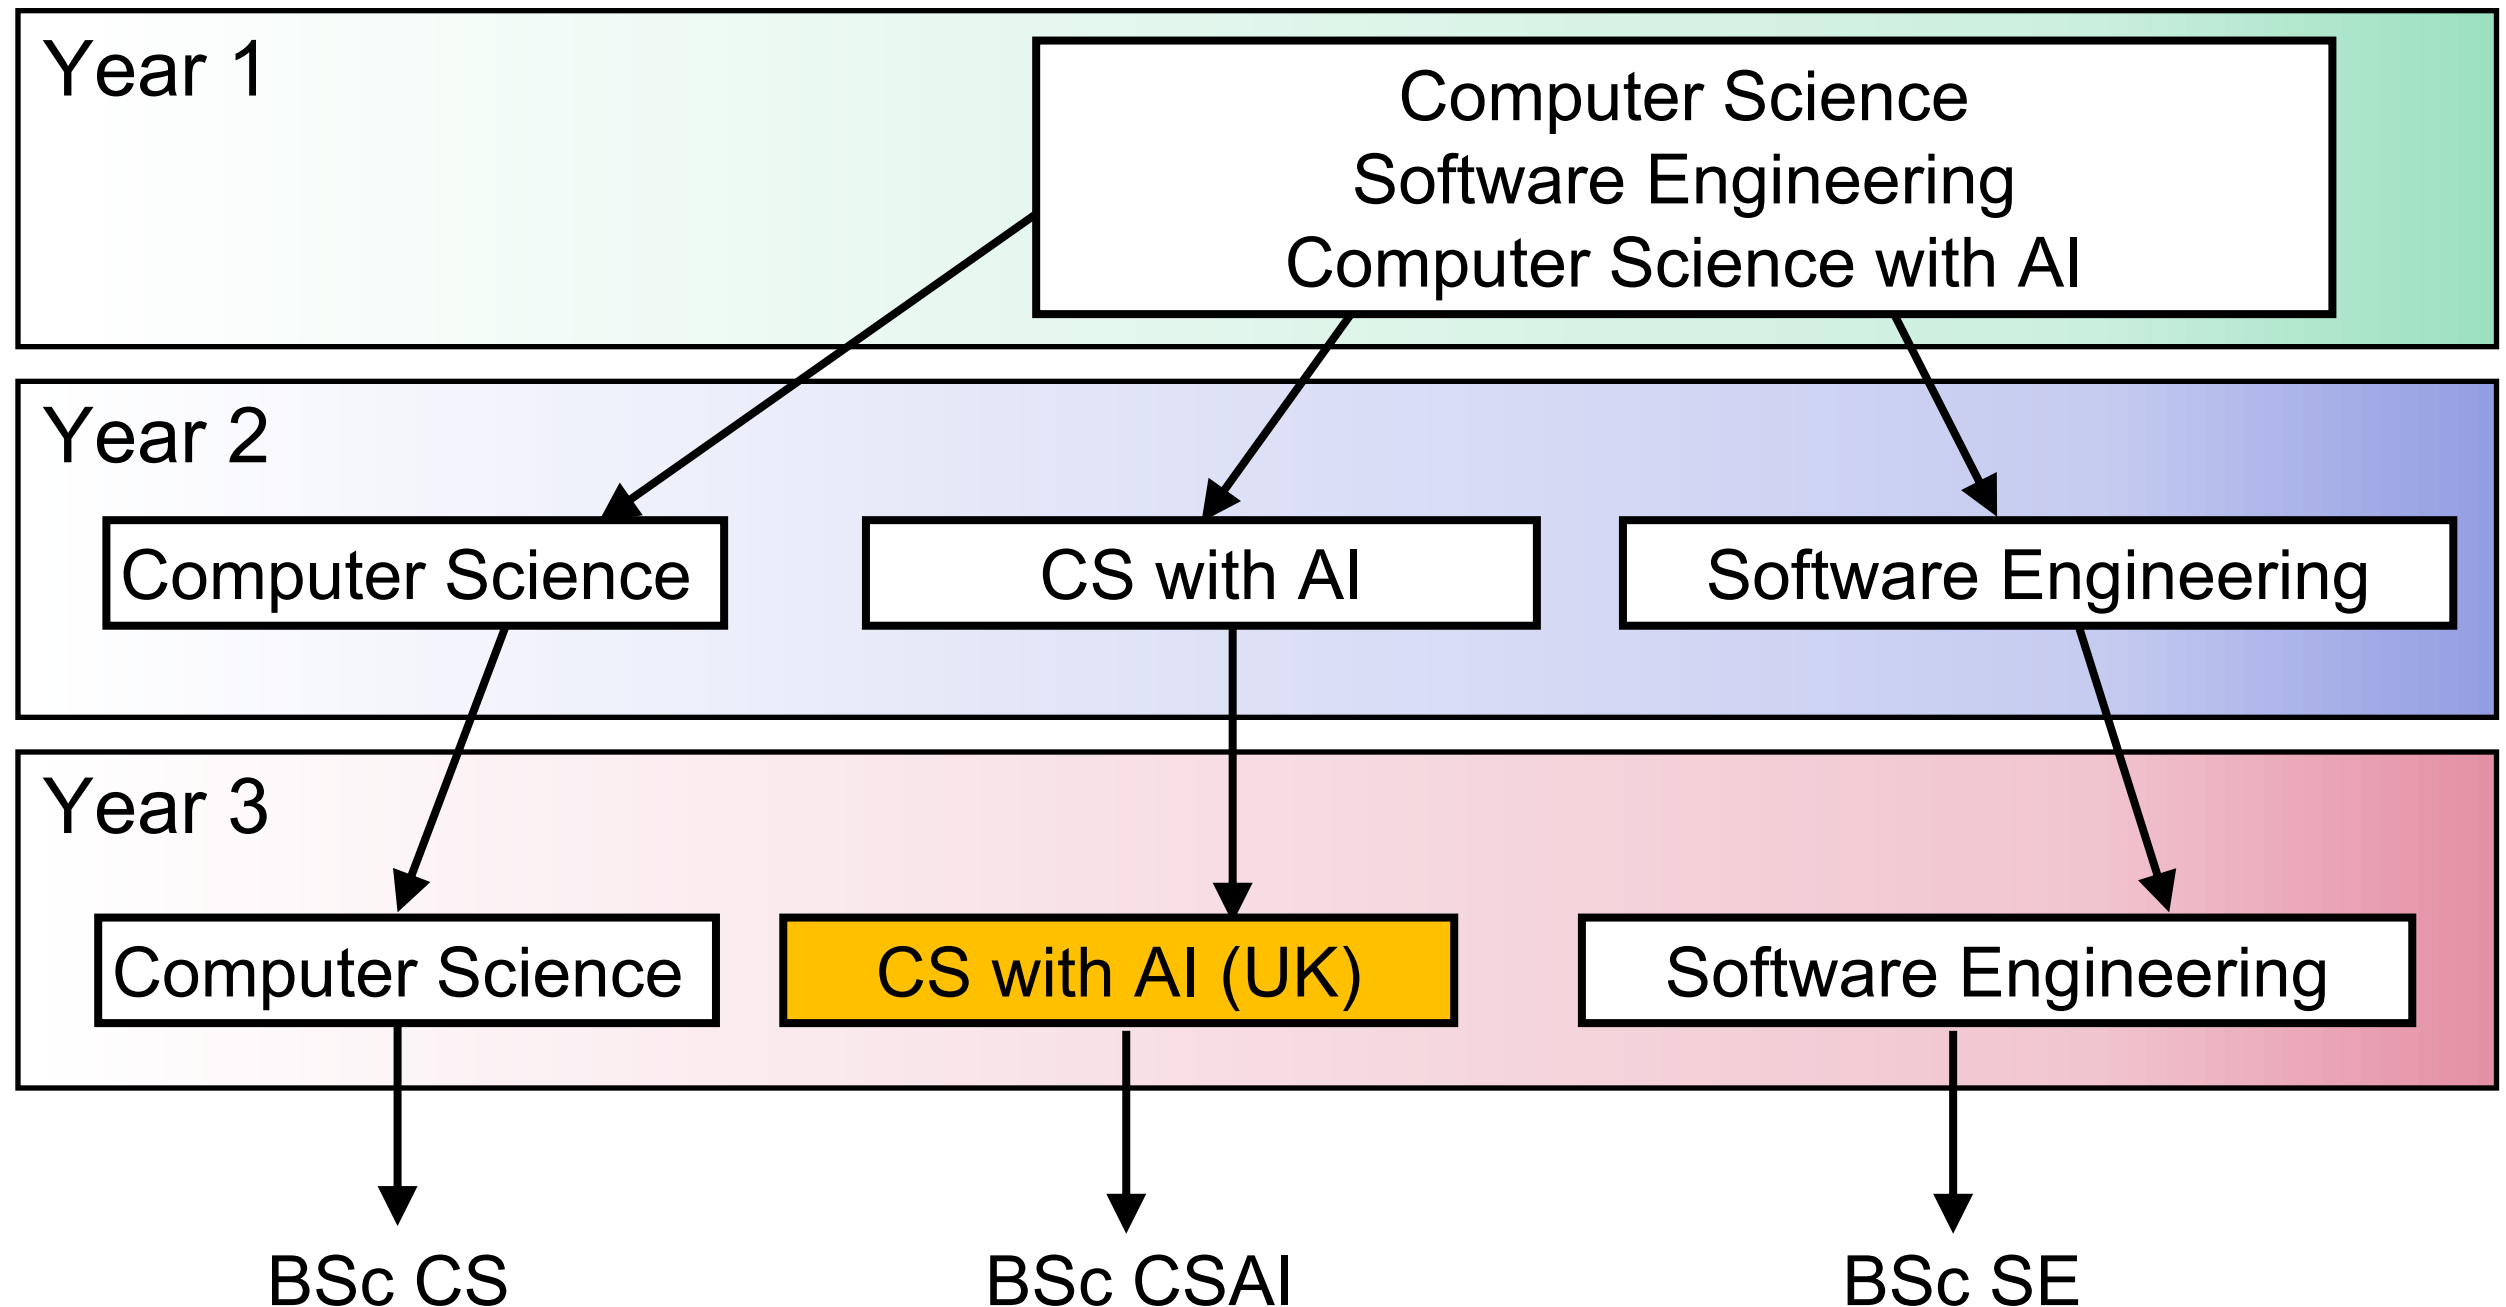 Year 1
Computer Science
Software Engineering
Computer Science with AI
Year 2
Computer Science
CS with AI
Software Engineering
Year 3
Computer Science
CS with AI (UK)
Software Engineering
BSc CS
BSc CSAI
BSc SE